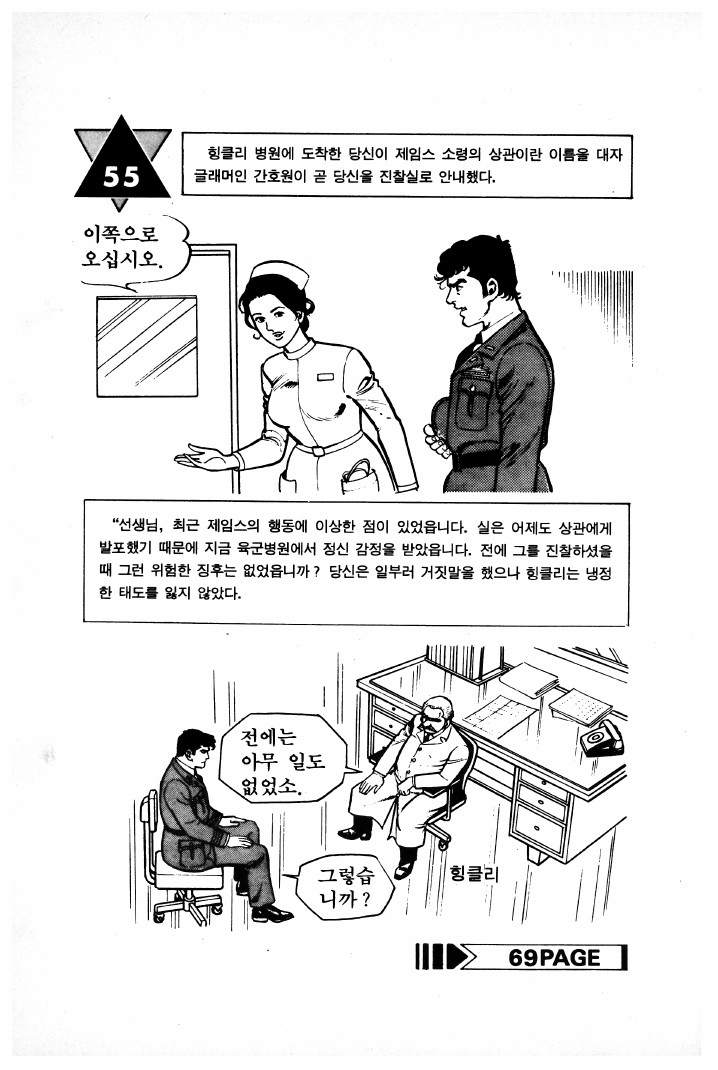 55
힝클리 병원에 도착한 당신이 제임스 소령의 상관이란 이름을 대자
글래머인 간호원이 곧 당신을 진찰실로 안내했다.
이쪽으로
오십시오.
“선생님, 최근 제임스의 행동에 이상한 점이 있었읍니다. 실은 어제도 상관에게
발포했기 때문에 지금 육군병원에서 정신 감정을 받았읍니다. 전에 그를 진찰하셨을
때 그런 위험한 징후는 없었읍니까? 당신은 일부러 거짓말을 했으나 힝클리는 냉정
한 태도를 잃지 않았다.
전에는
아무 일도
없었소.
그렇습
니까?
힝클리
69PAGE